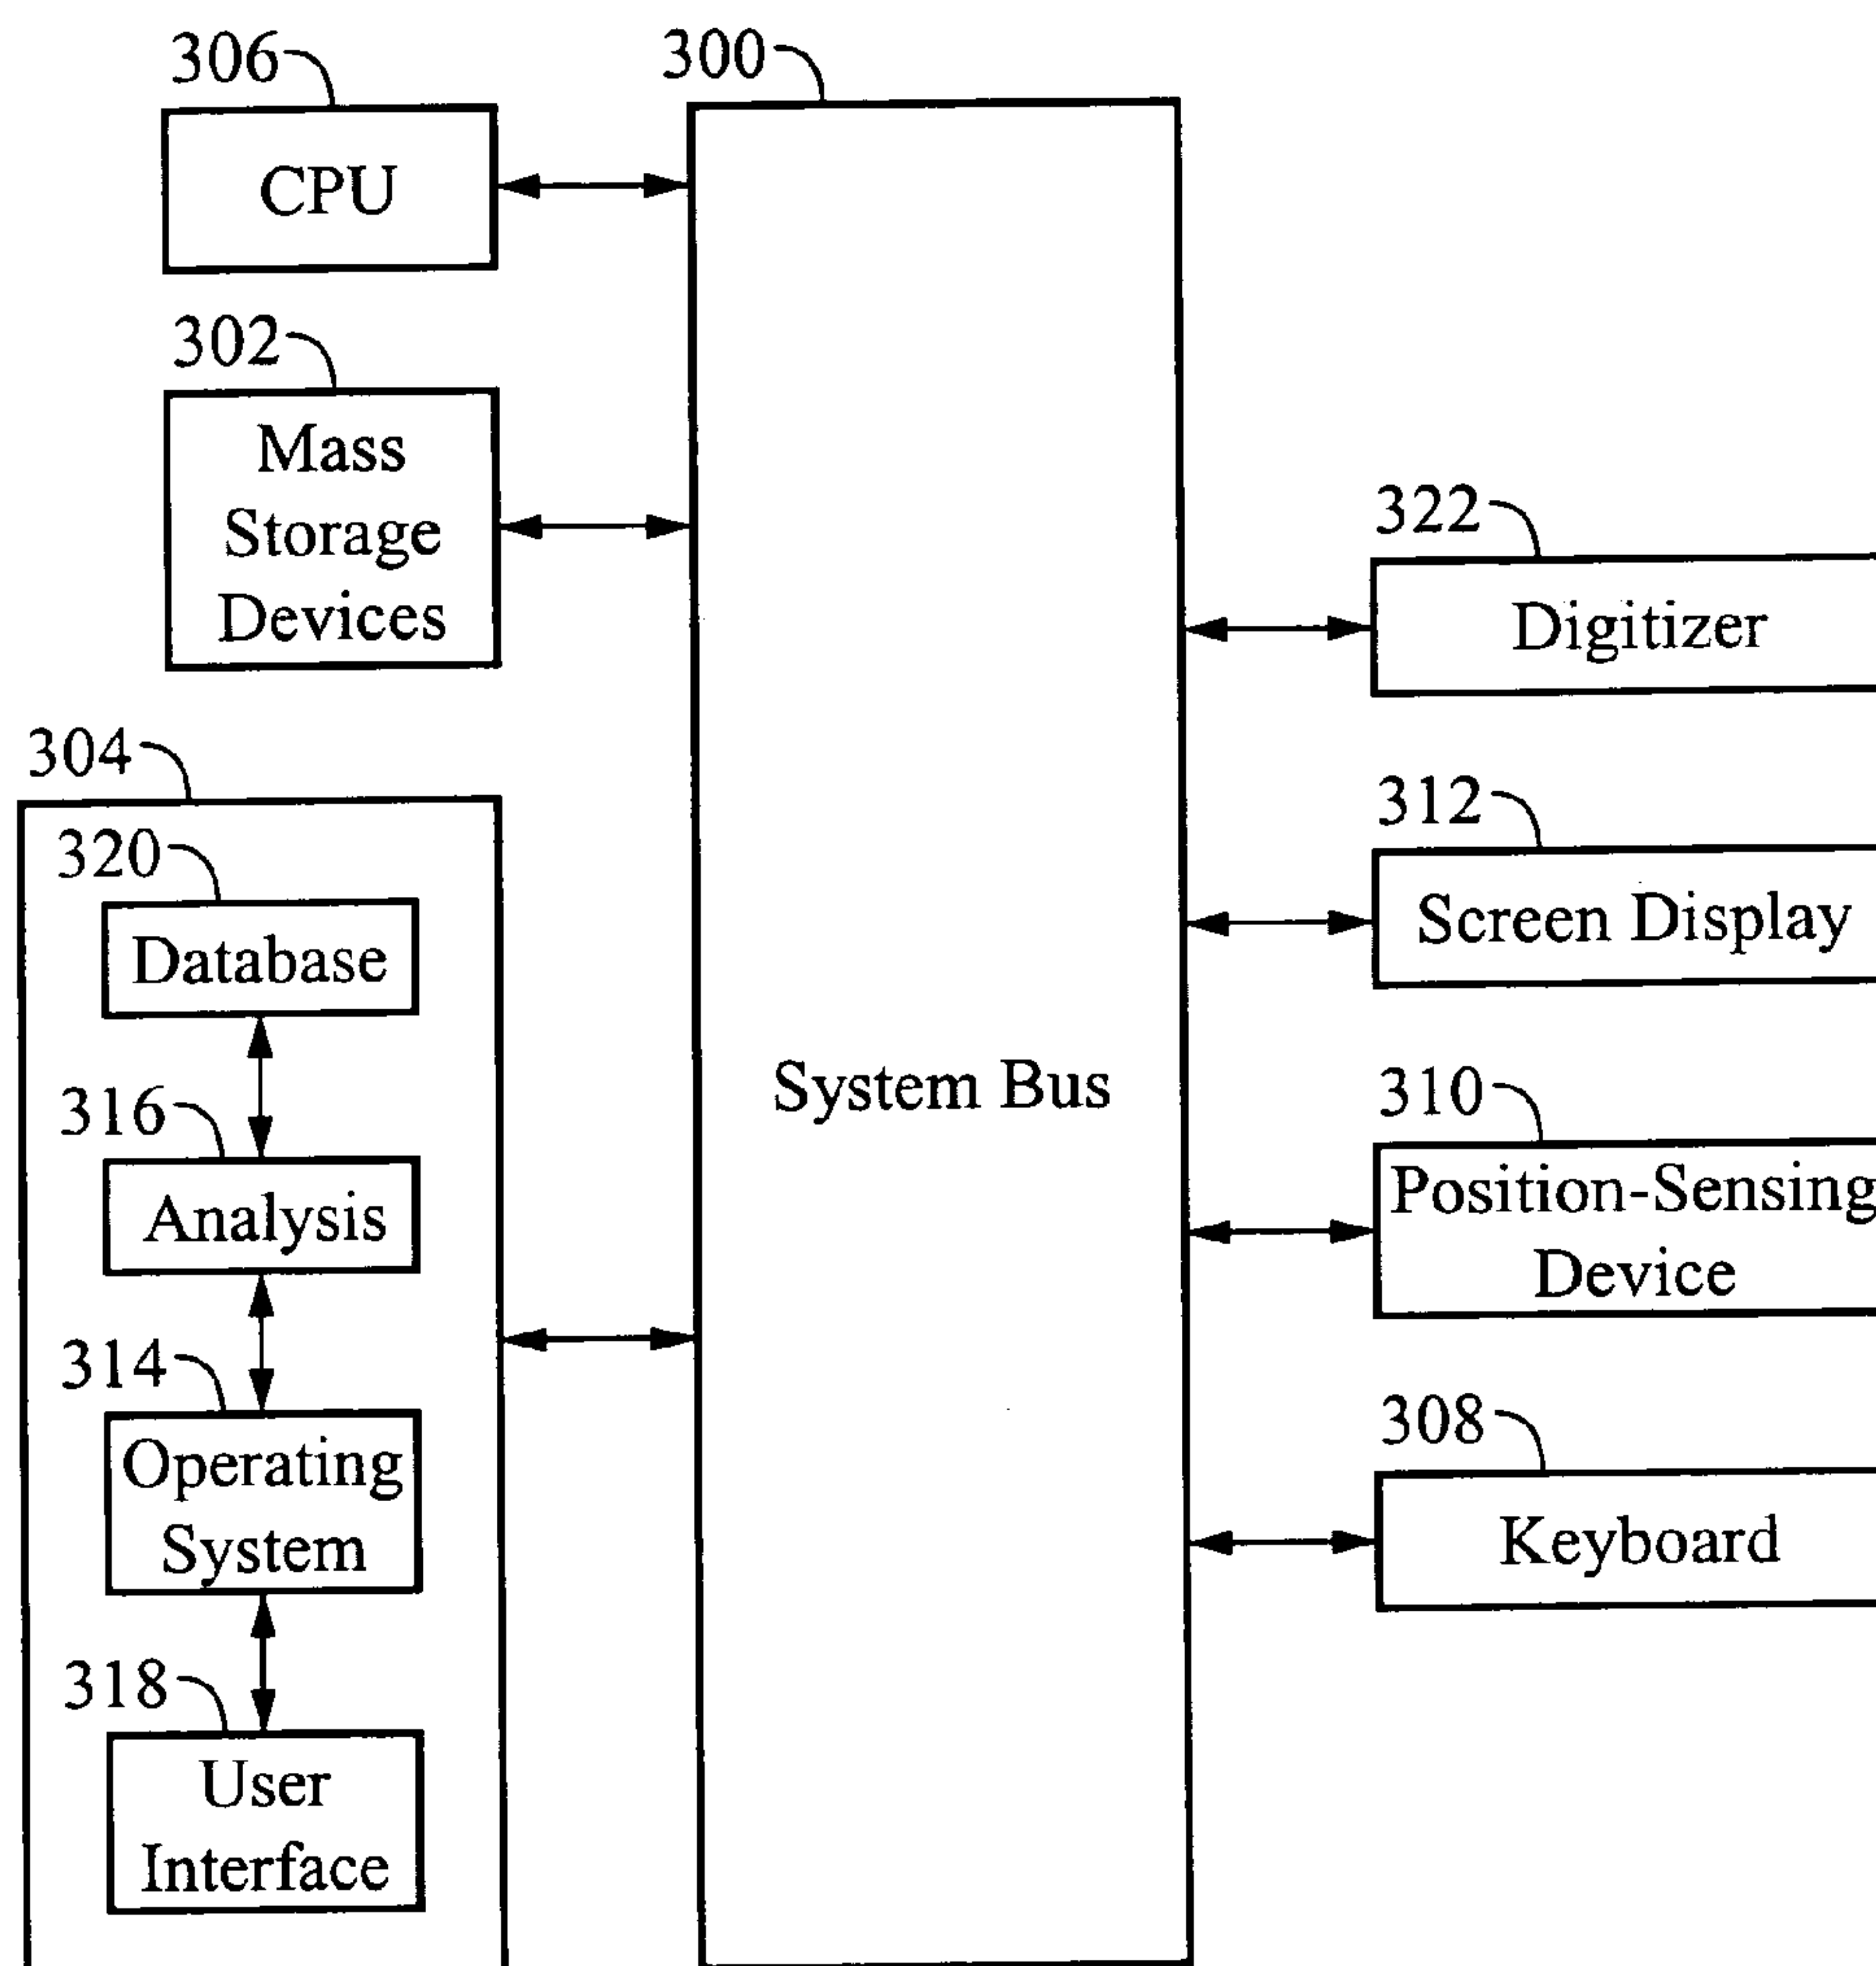 306
CPU
302
Mass
Storage
Devices
304
320
Database
316
Analysis
314
Operating
System
318
User
Interface
300
System Bus
322
Digitizer
312
Screen Display
310
Position-Sensing
Device
308
Keyboard